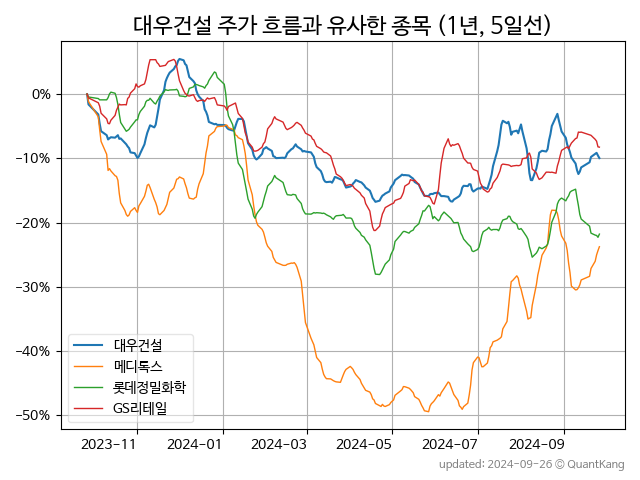 대우건설 주가 흐름과 유사한 종목 (1년, 5일선)
0%
−10%
−20%
−30%
−40%
−50%
대우건설
메디톡스
롯데정밀화학
GS리테일
2023−11
2024−01
2024−03
2024−05
2024−07
2024−09
updated: 2024-09-26 © QuantKang